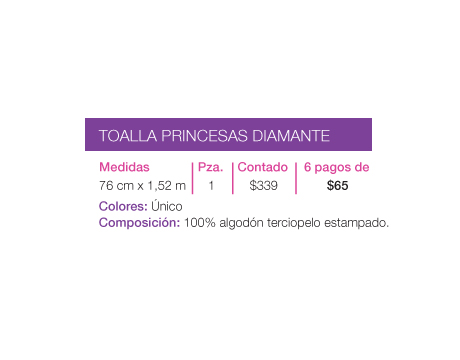 TOALLA PRINCESAS DIAMANTE
Medidas Pza. Contado 6 pagos de
76 cm x 1,52 m 1 $339 $65
Colores: Único
Composición: 100% algodón terciopelo estampado.